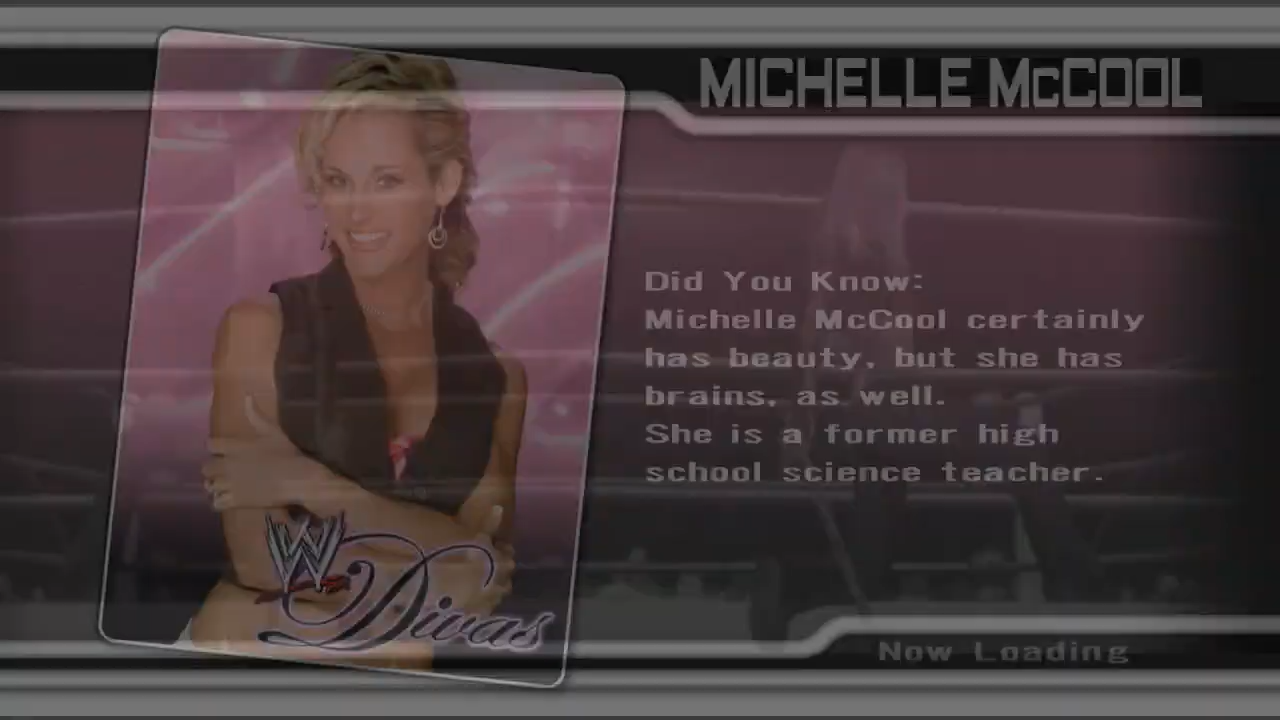 MICHELLE McCOOL
Did You Know:
Michelle McCool certainly
has beauty, but she has
brains, as well.
She is a former high
school science teacher.
W
Divas
Now Loading